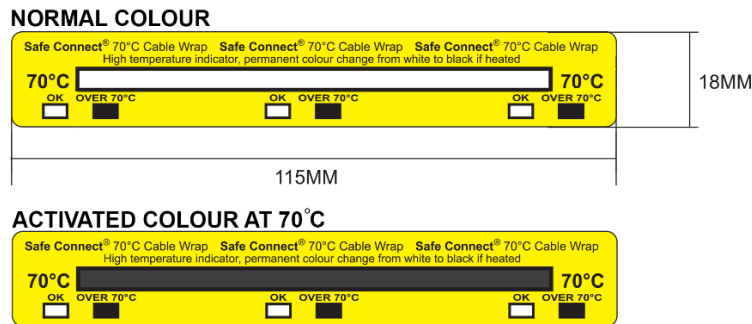 NORMAL COLOUR
Safe Connect® 70°C Cable Wrap Safe Connect® 70°C Cable Wrap Safe Connect® 70°C Cable Wrap
High temperature indicator, permanent colour change from white to black if heated
70°C 70°C
OK OVER 70°C OK OVER 70°C OK OVER 70°C
18MM
115MM
ACTIVATED COLOUR AT 70°C
Safe Connect® 70°C Cable Wrap Safe Connect® 70°C Cable Wrap Safe Connect® 70°C Cable Wrap
High temperature indicator, permanent colour change from white to black if heated
70°C 70°C
OK OVER 70°C OK OVER 70°C OK OVER 70°C